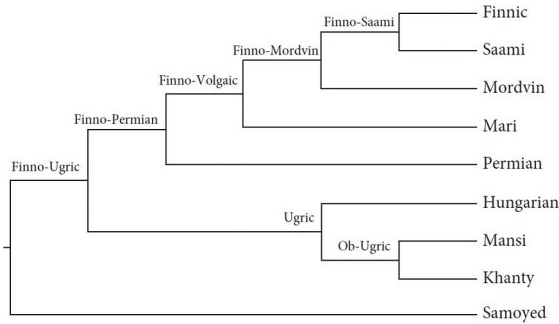 Finno-Saami
Finnic
Saami
Finno-Mordvin
Mordvin
Finno-Volgaic
Mari
Finno-Permian
Permian
Finno-Ugric
Hungarian
Ugric
Mansi
Ob-Ugric
Khanty
Samoyed